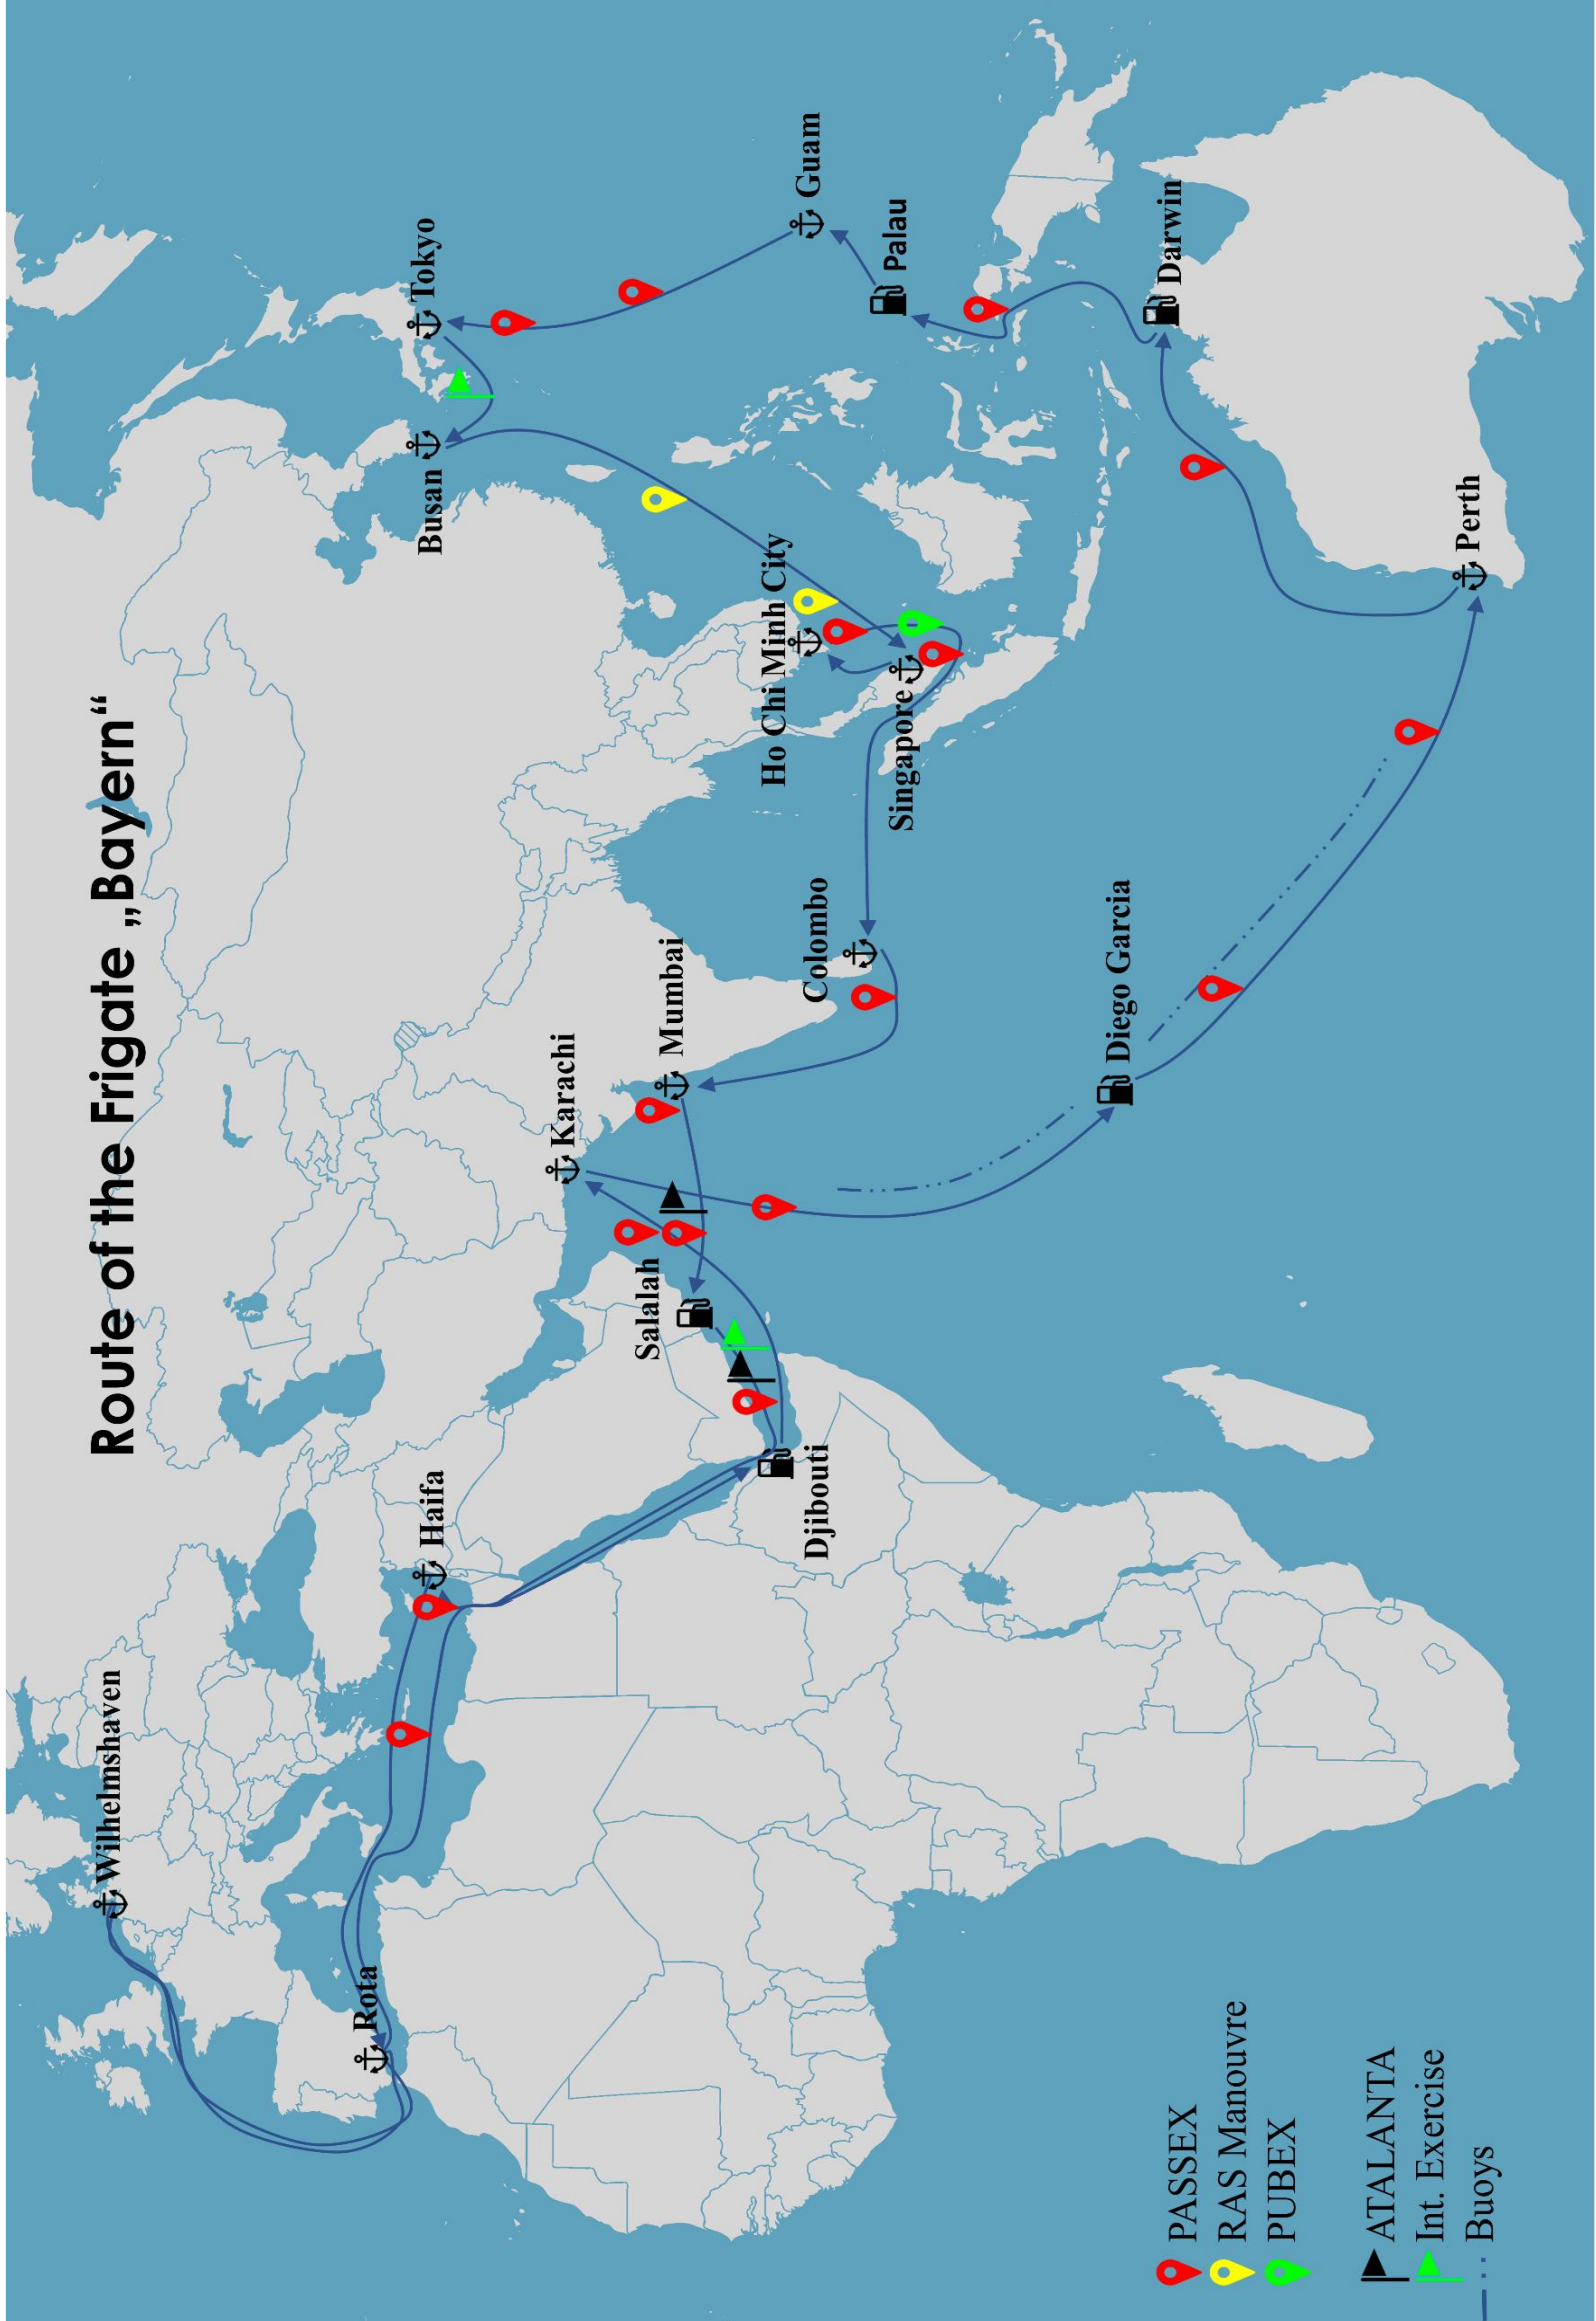 Route of the Frigate „Bayern“
Wilhelmshaven
Rota
Haifa
Djibouti
Salalah
Karachi
Mumbai
Colombo
Diego Garcia
Singapore
Ho Chi Minh City
Busan
Tokyo
Guam
Palau
Darwin
Perth
PASSEX
RAS Manouvre
PUBEX
ATALANTA
Int. Exercise
Buoys